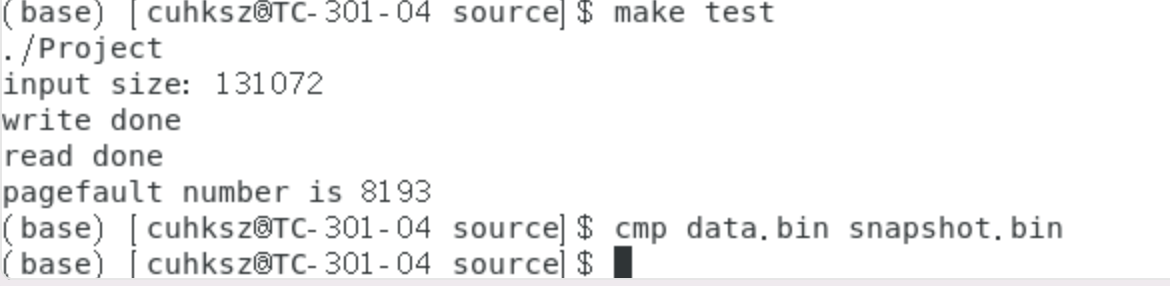 (base) [cuhksz@TC-301-04 source]$ make test
./Project
input size: 131072
write done
read done
pagefault number is 8193
(base) [cuhksz@TC-301-04 source]$ cmp data.bin snapshot.bin
(base) [cuhksz@TC-301-04 source]$